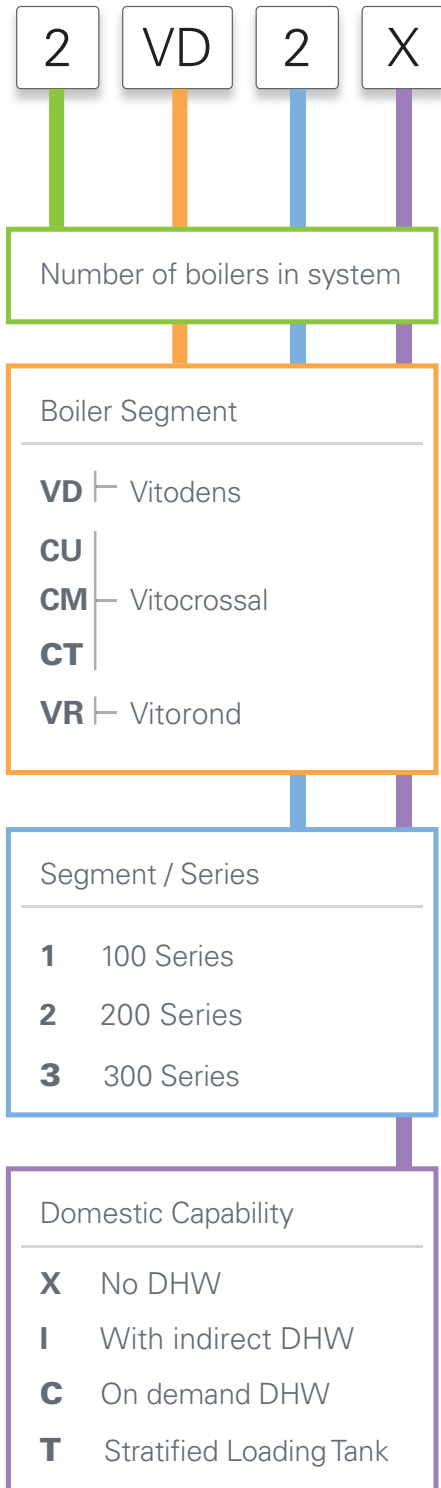 2 VD 2 X
Number of boilers in system
Boiler Segment
VD Vitodens
CU
CM Vitocrossal
CT
VR Vitorond
Segment / Series
1 100 Series
2 200 Series
3 300 Series
Domestic Capability
X No DHW
I With indirect DHW
C On demand DHW
T Stratified Loading Tank